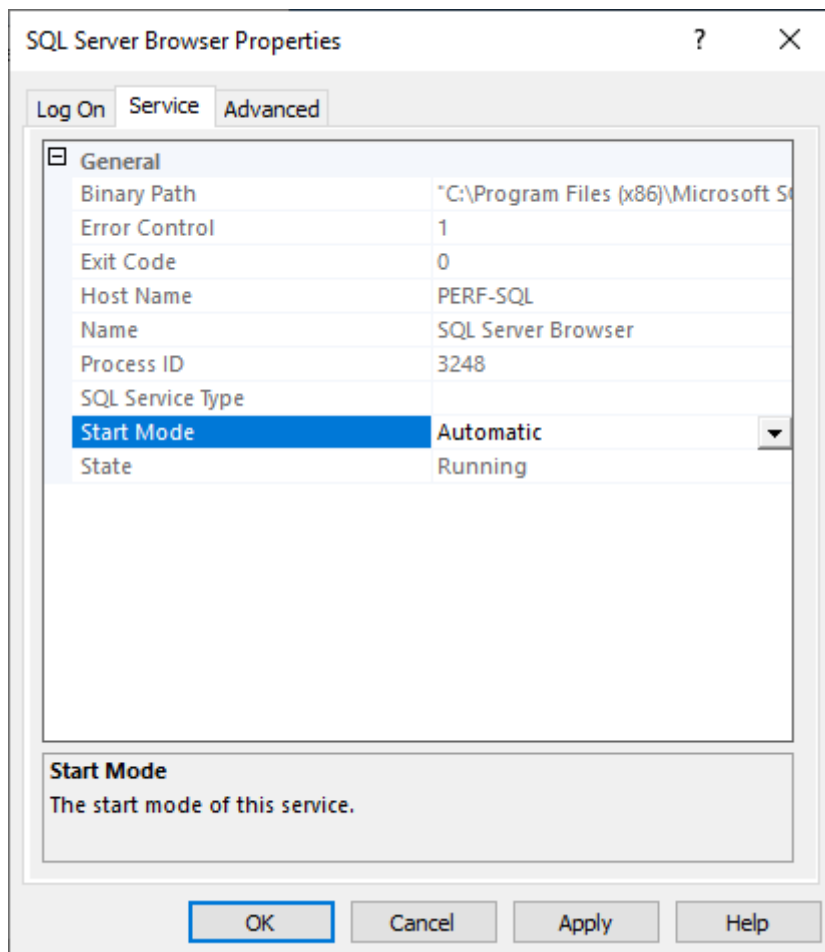 SQL Server Browser Properties
Log On Service Advanced
General
Binary Path "C:\Program Files (x86)\Microsoft
Error Control 1
Exit Code 0
Host Name PERF-SQL
Name SQL Server Browser
Process ID 3248
SQL Service Type
Start Mode Automatic
State Running
Start Mode
The start mode of this service.
OK Cancel Apply Help